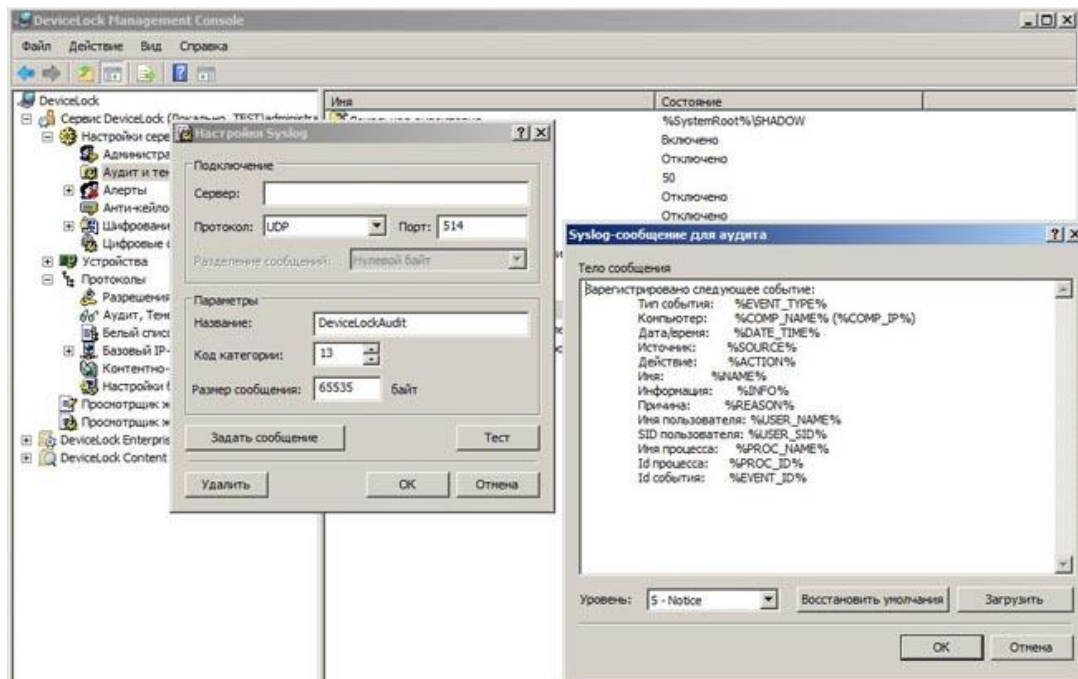 DeviceLock Management Console
Файл Действие Вид Справка
DeviceLock
Сервис DeviceLock (Локально, TEST\administra
Настройки сере
Администра
Аудит и тен
Алерты
Анти-кейло
Шифровани
Цифровые с
Устройства
Протоколы
Разрешения
Аудит, Тене
Белый списо
Базовый IP-
Контентно-
Настройки б
Просмотрщик ж
Просмотрщик ж
DeviceLock Enterpris
DeviceLock Content
Имя Состояние
%SystemRoot%\SHADOW
Включено
Отключено
50
Отключено
Отключено
Настройки Syslog
Подключение
Сервер:
Протокол: UDP Порт: 514
Разделение сообщений: Нулевой байт
Параметры
Название: DeviceLockAudit
Код категории: 13
Размер сообщения: 65535 байт
Задать сообщение Тест
Удалить OK Отмена
Syslog-сообщение для аудита
Тело сообщения
Зарегистрировано следующее событие:
Тип события: %EVENT_TYPE%
Компьютер: %COMP_NAME% (%COMP_IP%)
Дата/время: %DATE_TIME%
Источник: %SOURCE%
Действие: %ACTION%
Имя: %NAME%
Информация: %INFO%
Причина: %REASON%
Имя пользователя: %USER_NAME%
SID пользователя: %USER_SID%
Имя процесса: %PROC_NAME%
Id процесса: %PROC_ID%
Id события: %EVENT_ID%
Уровень: 5 - Notice Восстановить умолчания Загрузить
OK Отмена